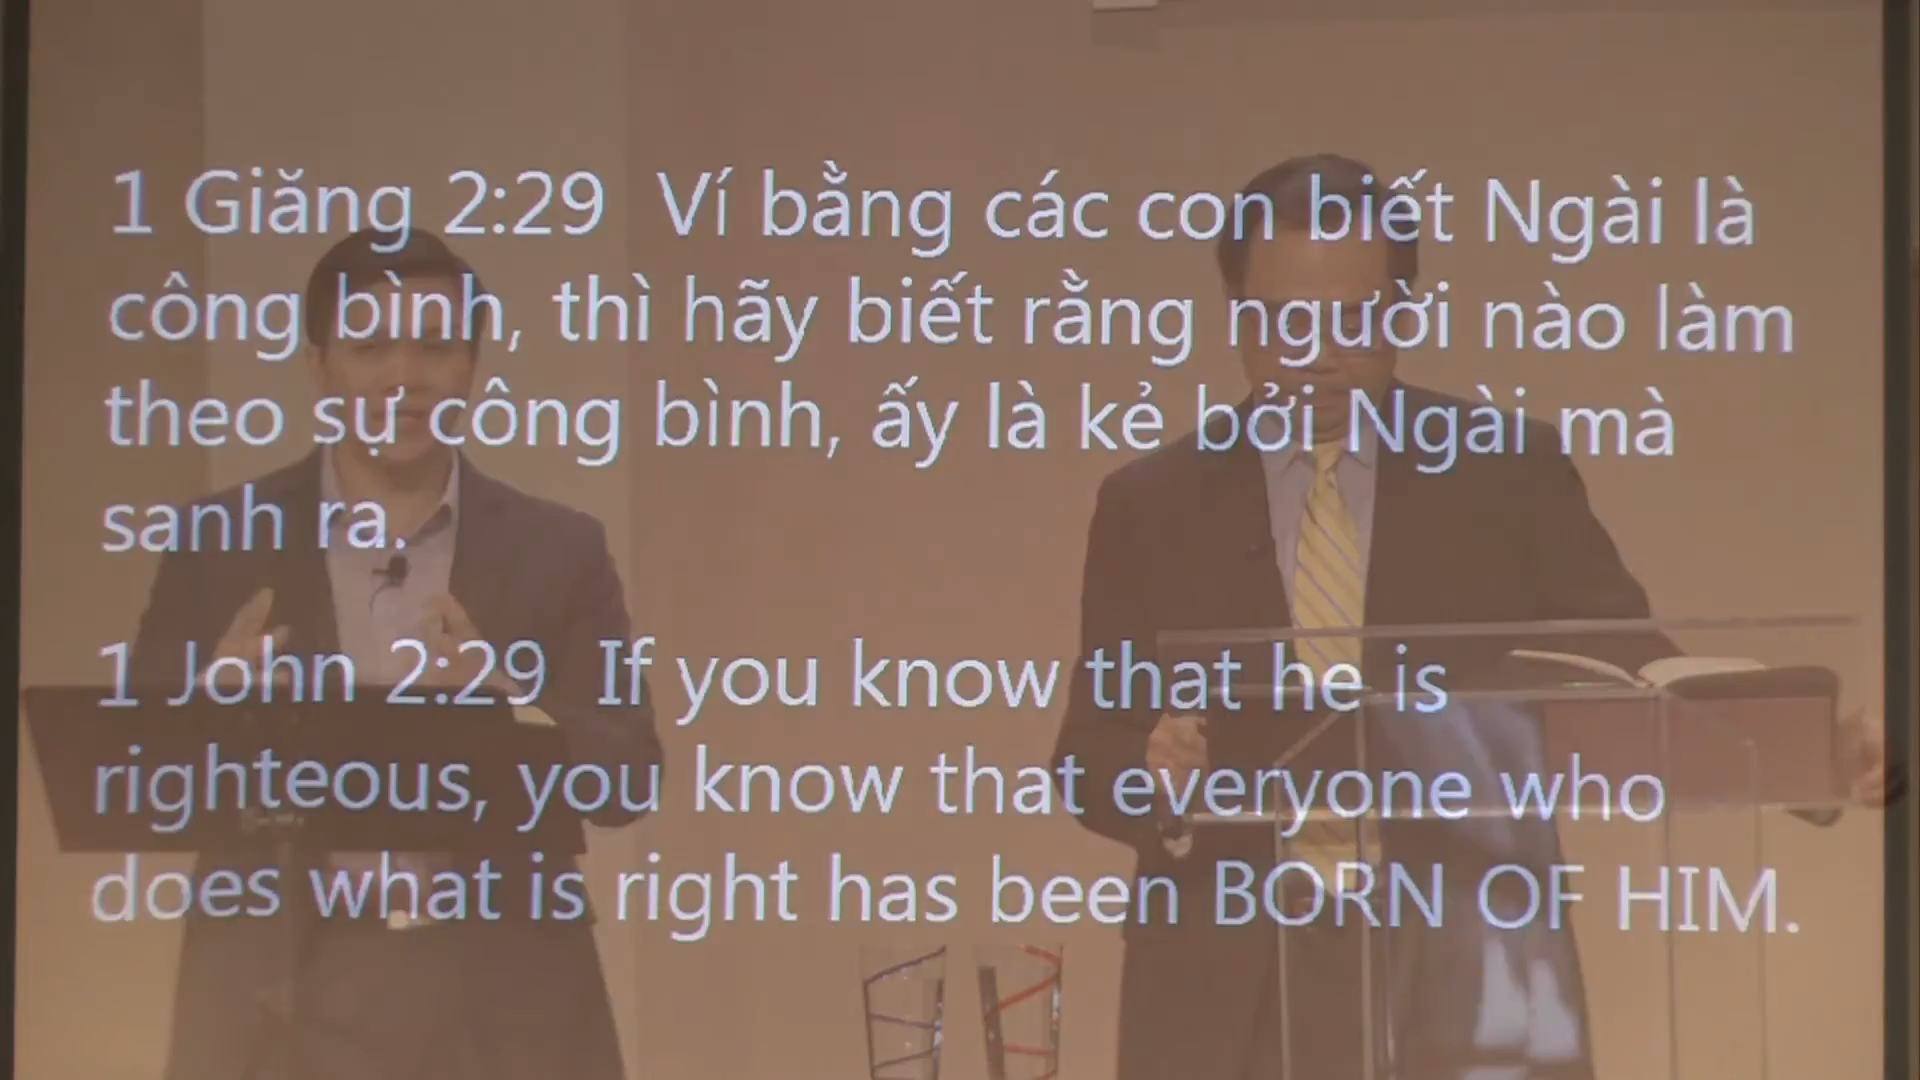 1 Giăng 2:29 Ví bằng các con biết Ngài là
công bình, thì hãy biết rằng người nào làm
theo sự công bình, ấy là kẻ bởi Ngài mà
sanh ra.
1 John 2:29 If you know that he is
righteous, you know that everyone who
does what is right has been BORN OF HIM.